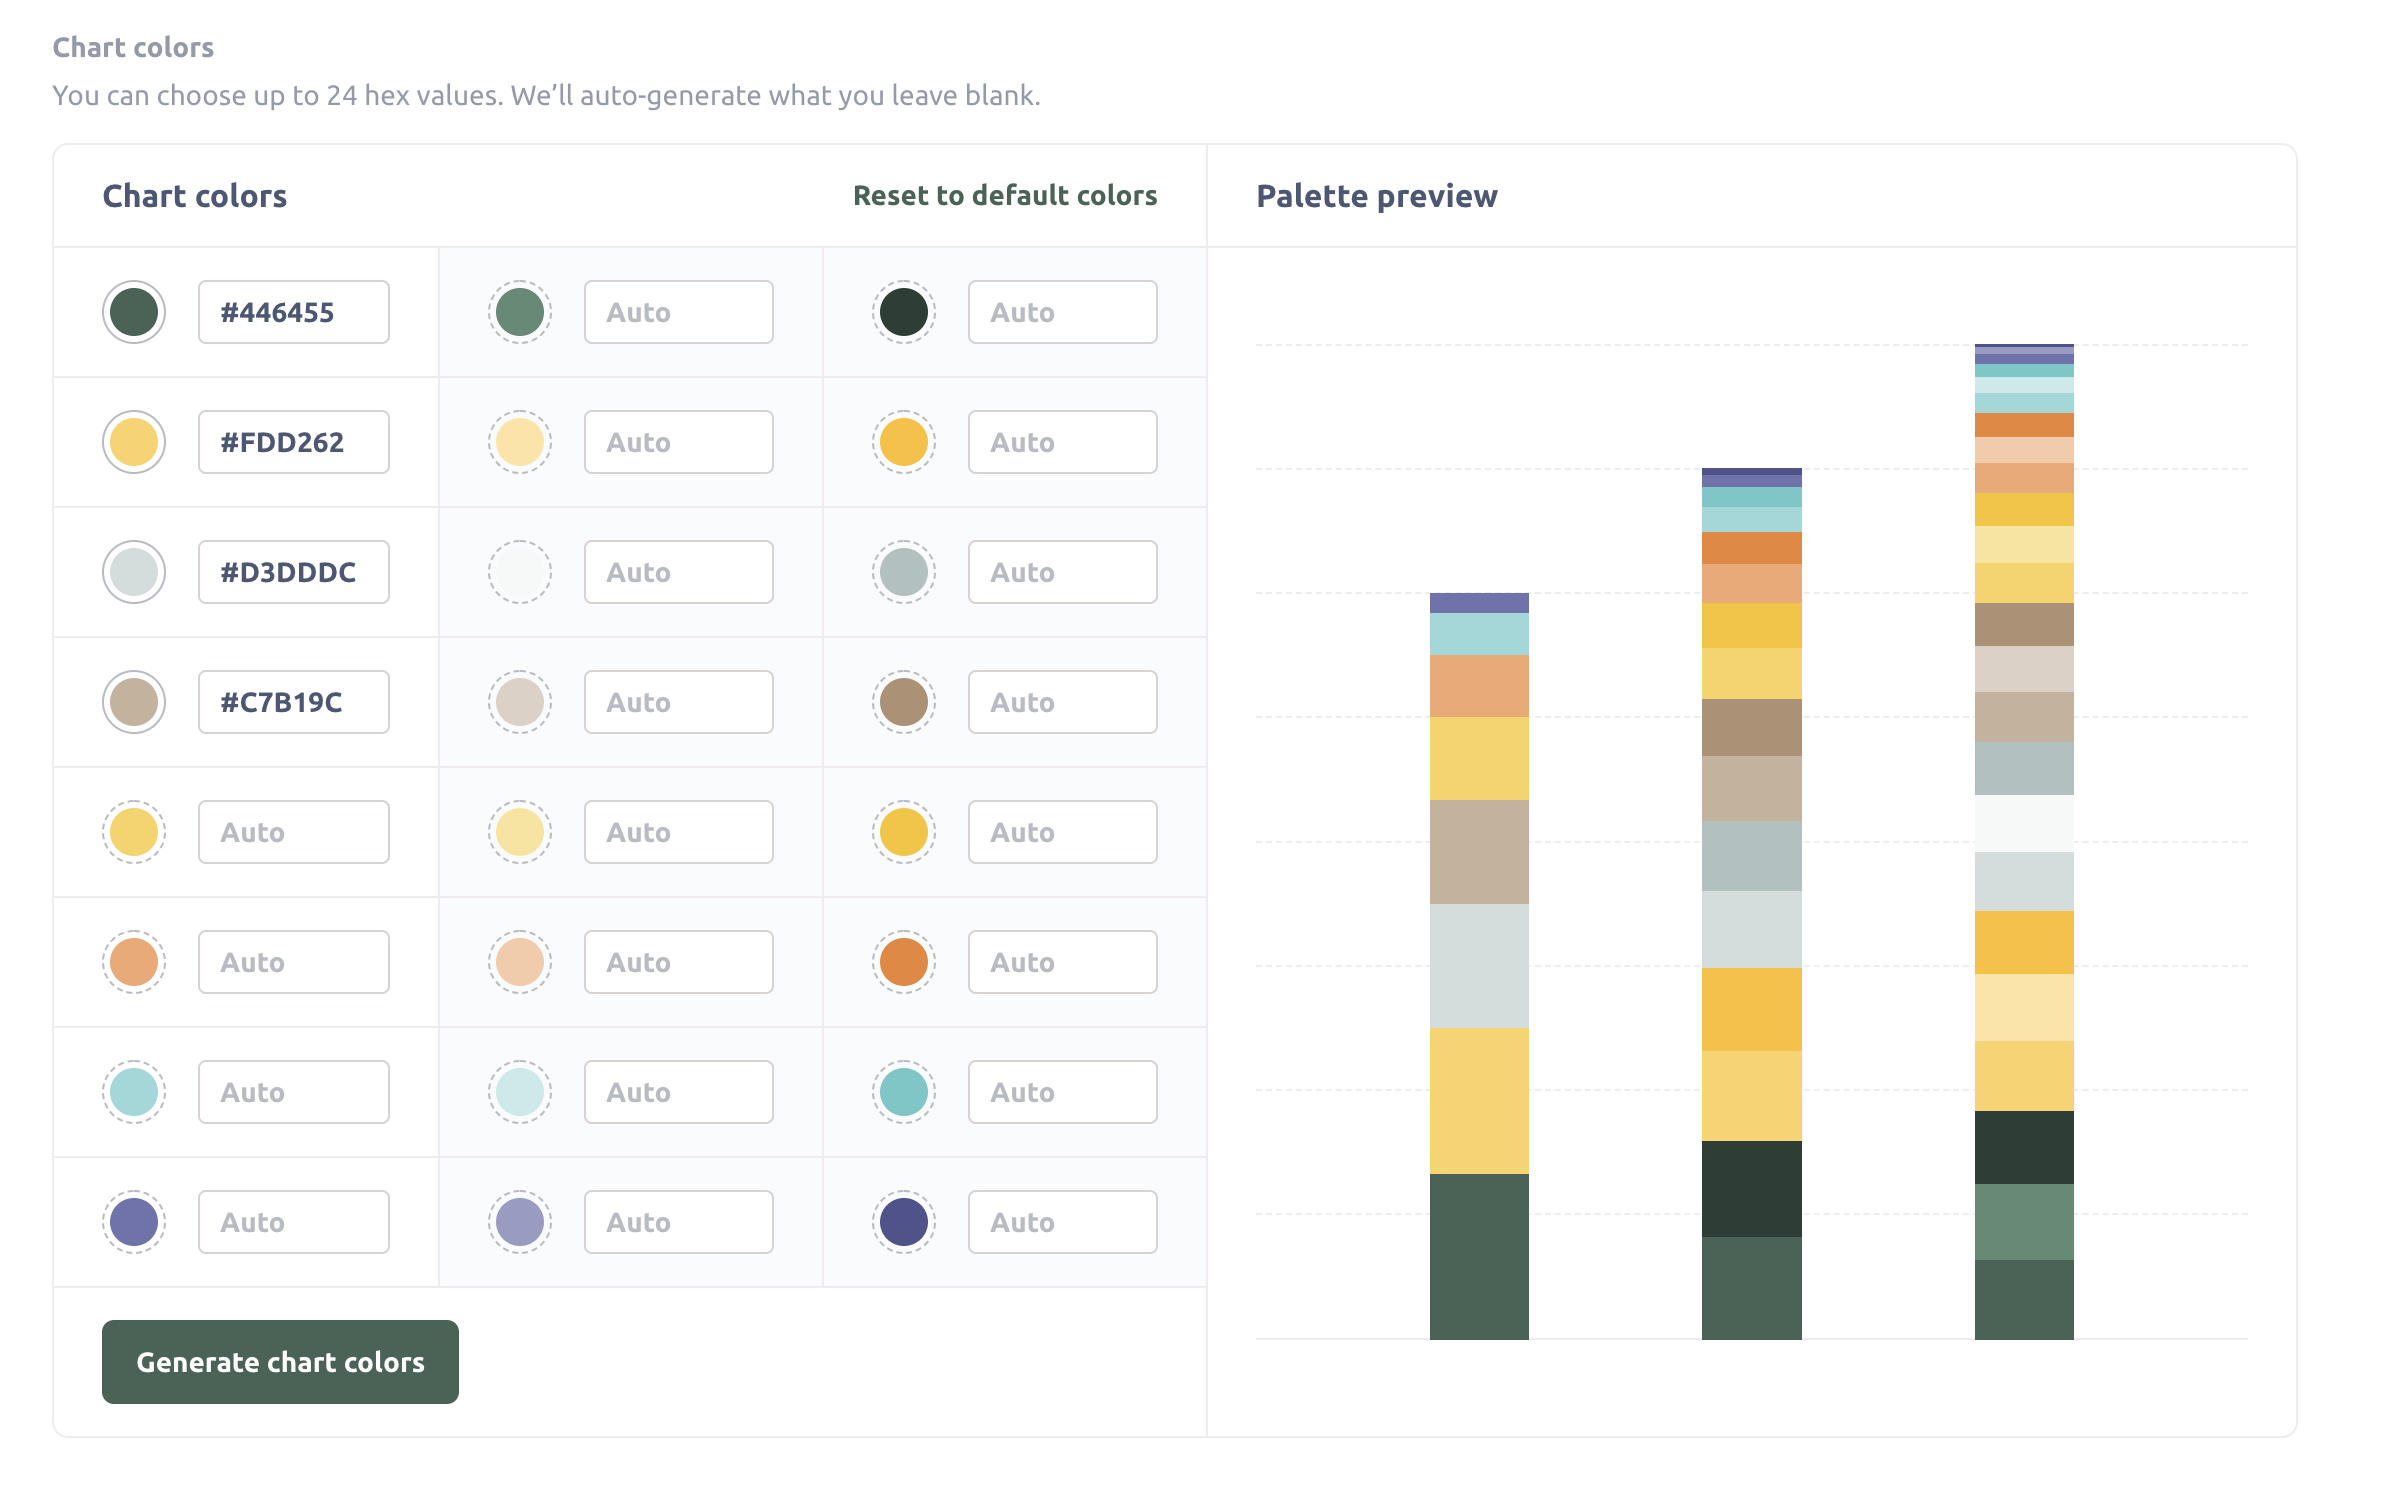 Chart colors
You can choose up to 24 hex values. We’ll auto-generate what you leave blank.
Chart colors
Reset to default colors
Palette preview
#446455 Auto Auto
#FDD262 Auto Auto
#D3DDDC Auto Auto
#C7B19C Auto Auto
Auto Auto Auto
Auto Auto Auto
Auto Auto Auto
Auto Auto Auto
Generate chart colors